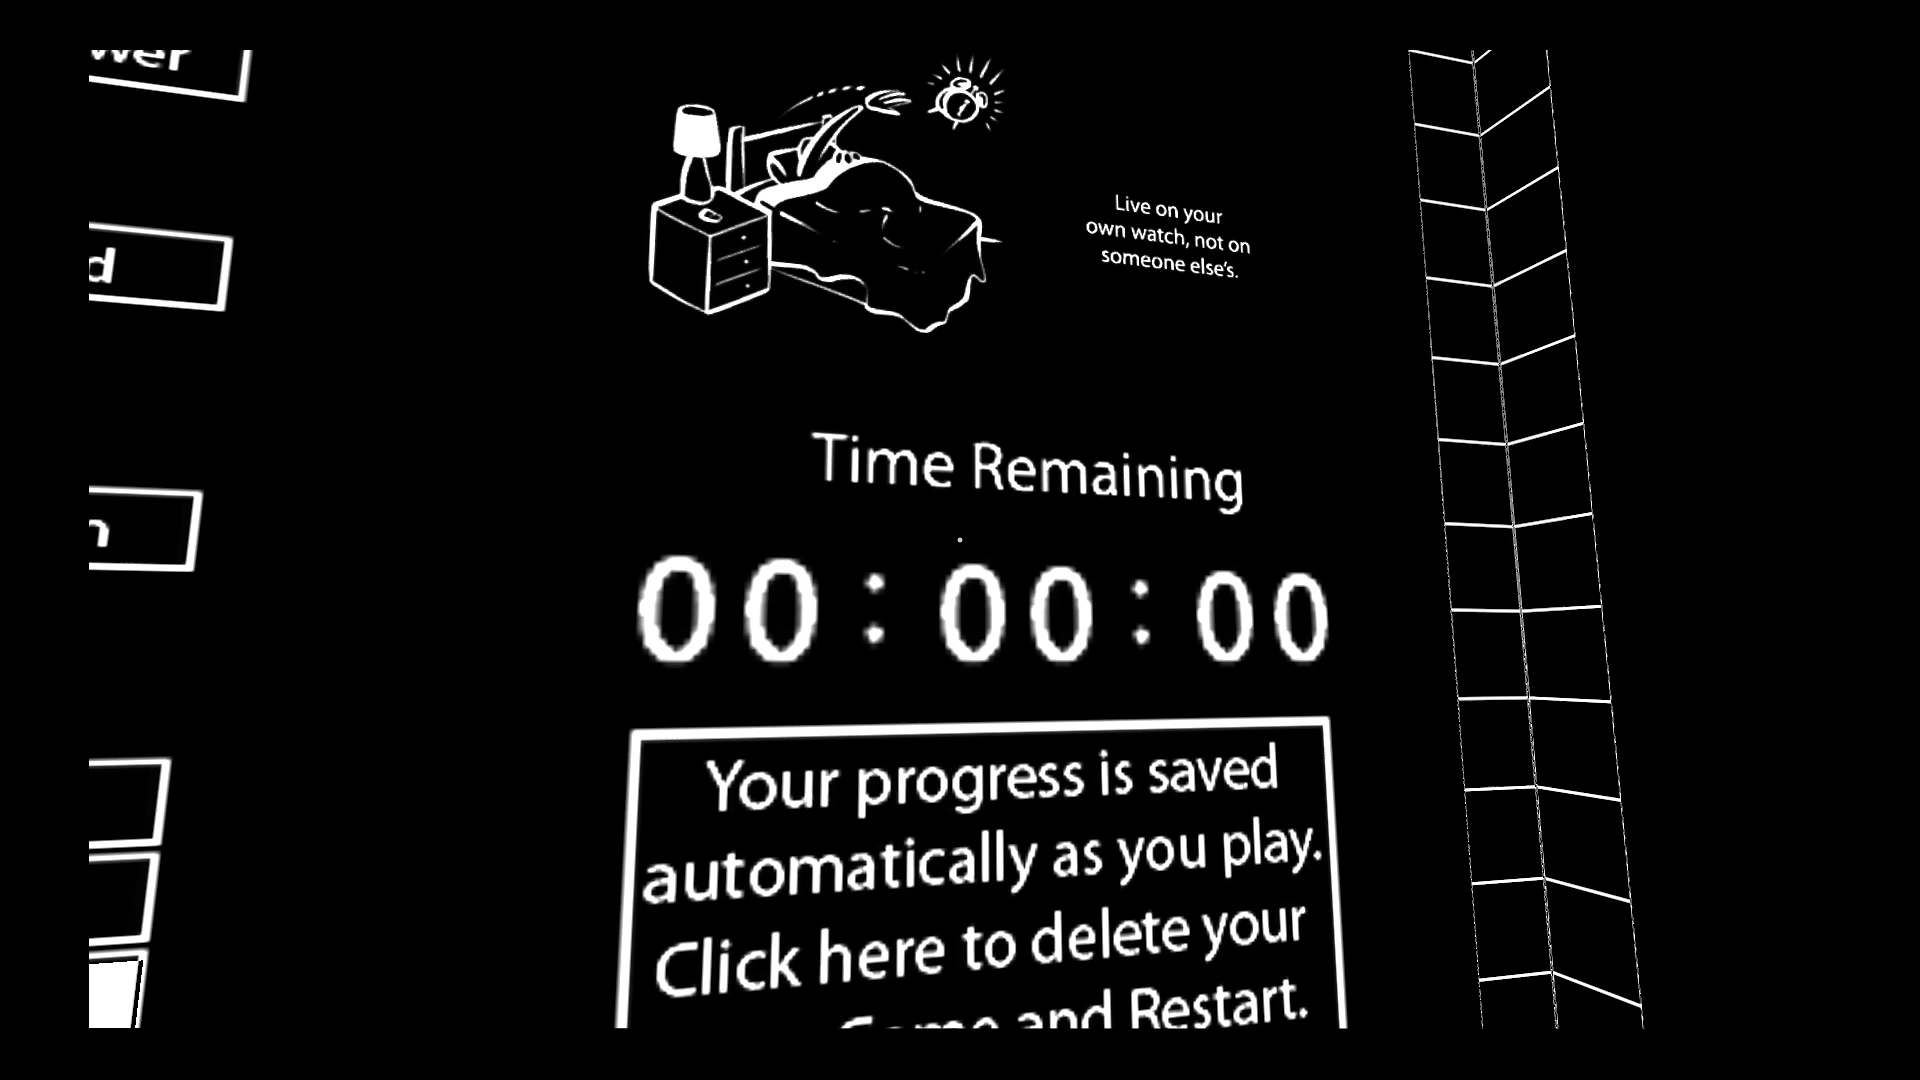 Live on your
own watch, not on
someone else's.
Time Remaining
00:00:00
Your progress is saved
automatically as you play.
Click here to delete your
and Restart.